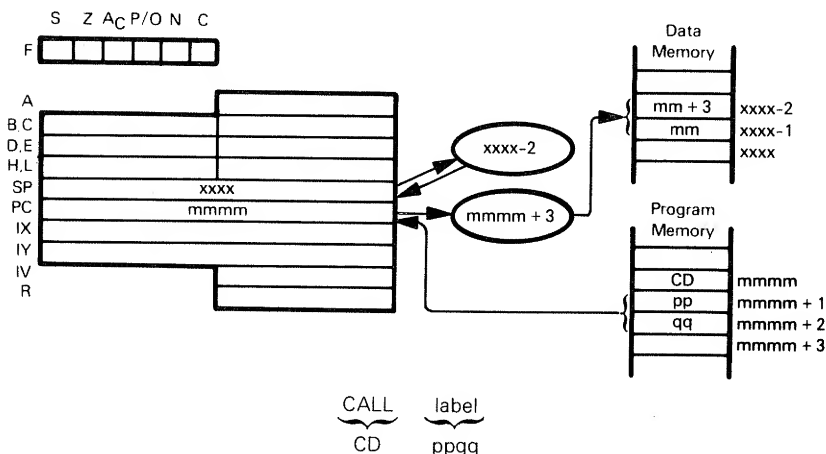 S Z AC P/O N C
F
A
B,C
D,E
H,L
SP xxxx
PC mmmm
IX
IY
IV
R
xxxx-2
mmmm + 3
Data
Memory
mm + 3 xxxx-2
mm xxxx-1
xxxx
Program
Memory
CD mmmm
pp mmmm + 1
qq mmmm + 2
mmmm + 3
CALL label
CD ppqq